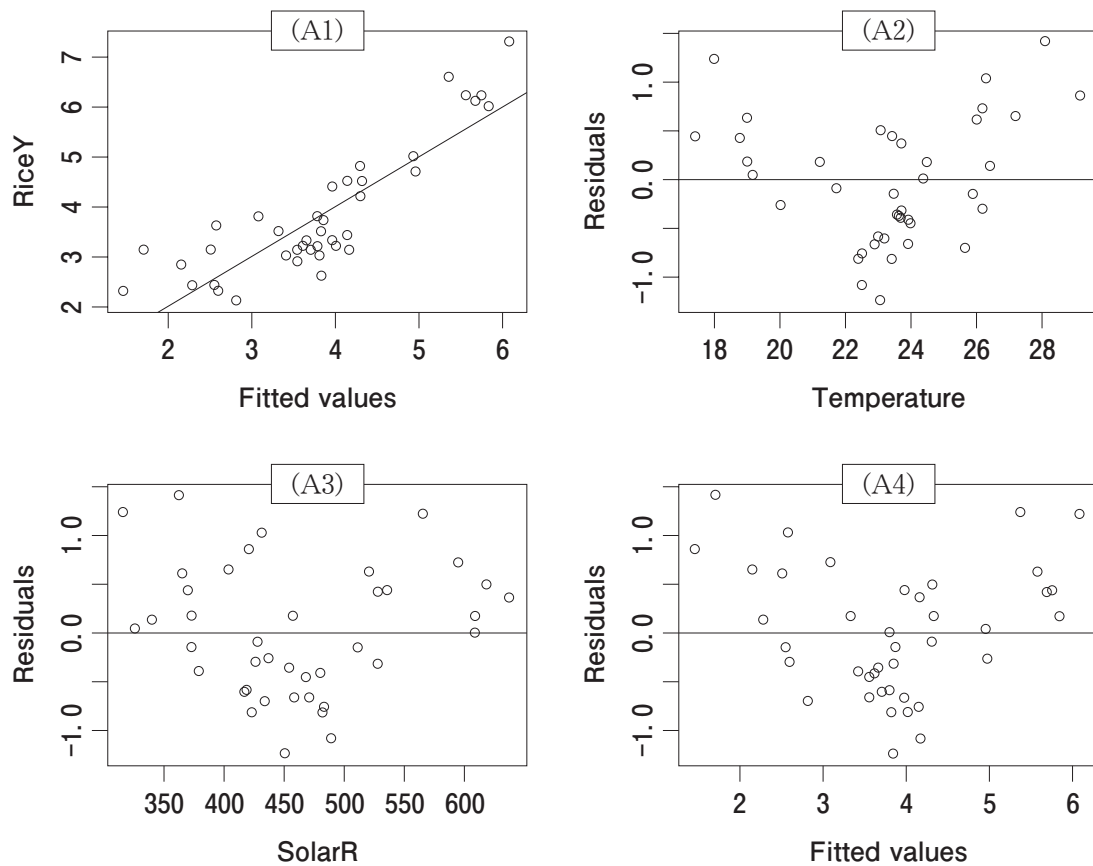 (A1)
RiceY
7
6
5
4
3
2
2 3 4 5 6
Fitted values
(A2)
Residuals
1.0
0.0
−1.0
18 20 22 24 26 28
Temperature
(A3)
Residuals
1.0
0.0
−1.0
350 400 450 500 550 600
SolarR
(A4)
Residuals
1.0
0.0
−1.0
2 3 4 5 6
Fitted values